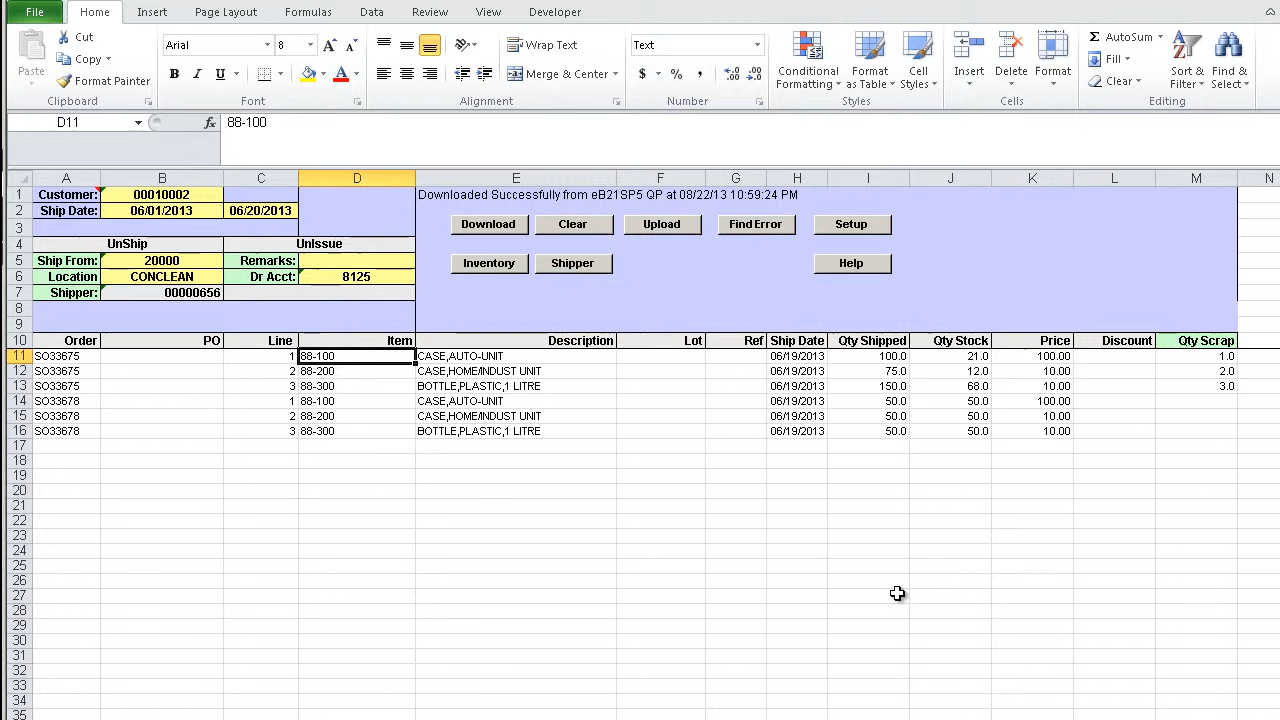 File Home Insert Page Layout Formulas Data Review View Developer
Paste Cut Copy Format Painter Clipboard
Arial 8 A A B I U A Font
Wrap Text Merge & Center Alignment
Text $ % , .00 .0 Number
Conditional Formatting Format as Table Cell Styles Styles
Insert Delete Format Cells
Σ AutoSum Fill Clear Sort & Filter Find & Select Editing
D11 fx 88-100
A B C D E F G H I J K L M N
1 Customer: 00010002 Downloaded Successfully from eB21SP5 QP at 08/22/13 10:59:24 PM
2 Ship Date: 06/01/2013 06/20/2013
3 Download Clear Upload Find Error Setup
4 UnShip UnIssue
5 Ship From: 20000 Remarks: Inventory Shipper Help
6 Location CONCLEAN Dr Acct: 8125
7 Shipper: 00000656
8
9
10 Order PO Line Item Description Lot Ref Ship Date Qty Shipped Qty Stock Price Discount Qty Scrap
11 SO33675 1 88-100 CASE,AUTO-UNIT 06/19/2013 100.0 21.0 100.00 1.0
12 SO33675 2 88-200 CASE,HOME/INDUST UNIT 06/19/2013 75.0 12.0 10.00 2.0
13 SO33675 3 88-300 BOTTLE,PLASTIC,1 LITRE 06/19/2013 150.0 68.0 10.00 3.0
14 SO33678 1 88-100 CASE,AUTO-UNIT 06/19/2013 50.0 50.0 100.00
15 SO33678 2 88-200 CASE,HOME/INDUST UNIT 06/19/2013 50.0 50.0 10.00
16 SO33678 3 88-300 BOTTLE,PLASTIC,1 LITRE 06/19/2013 50.0 50.0 10.00
17
18
19
20
21
22
23
24
25
26
27
28
29
30
31
32
33
34
35